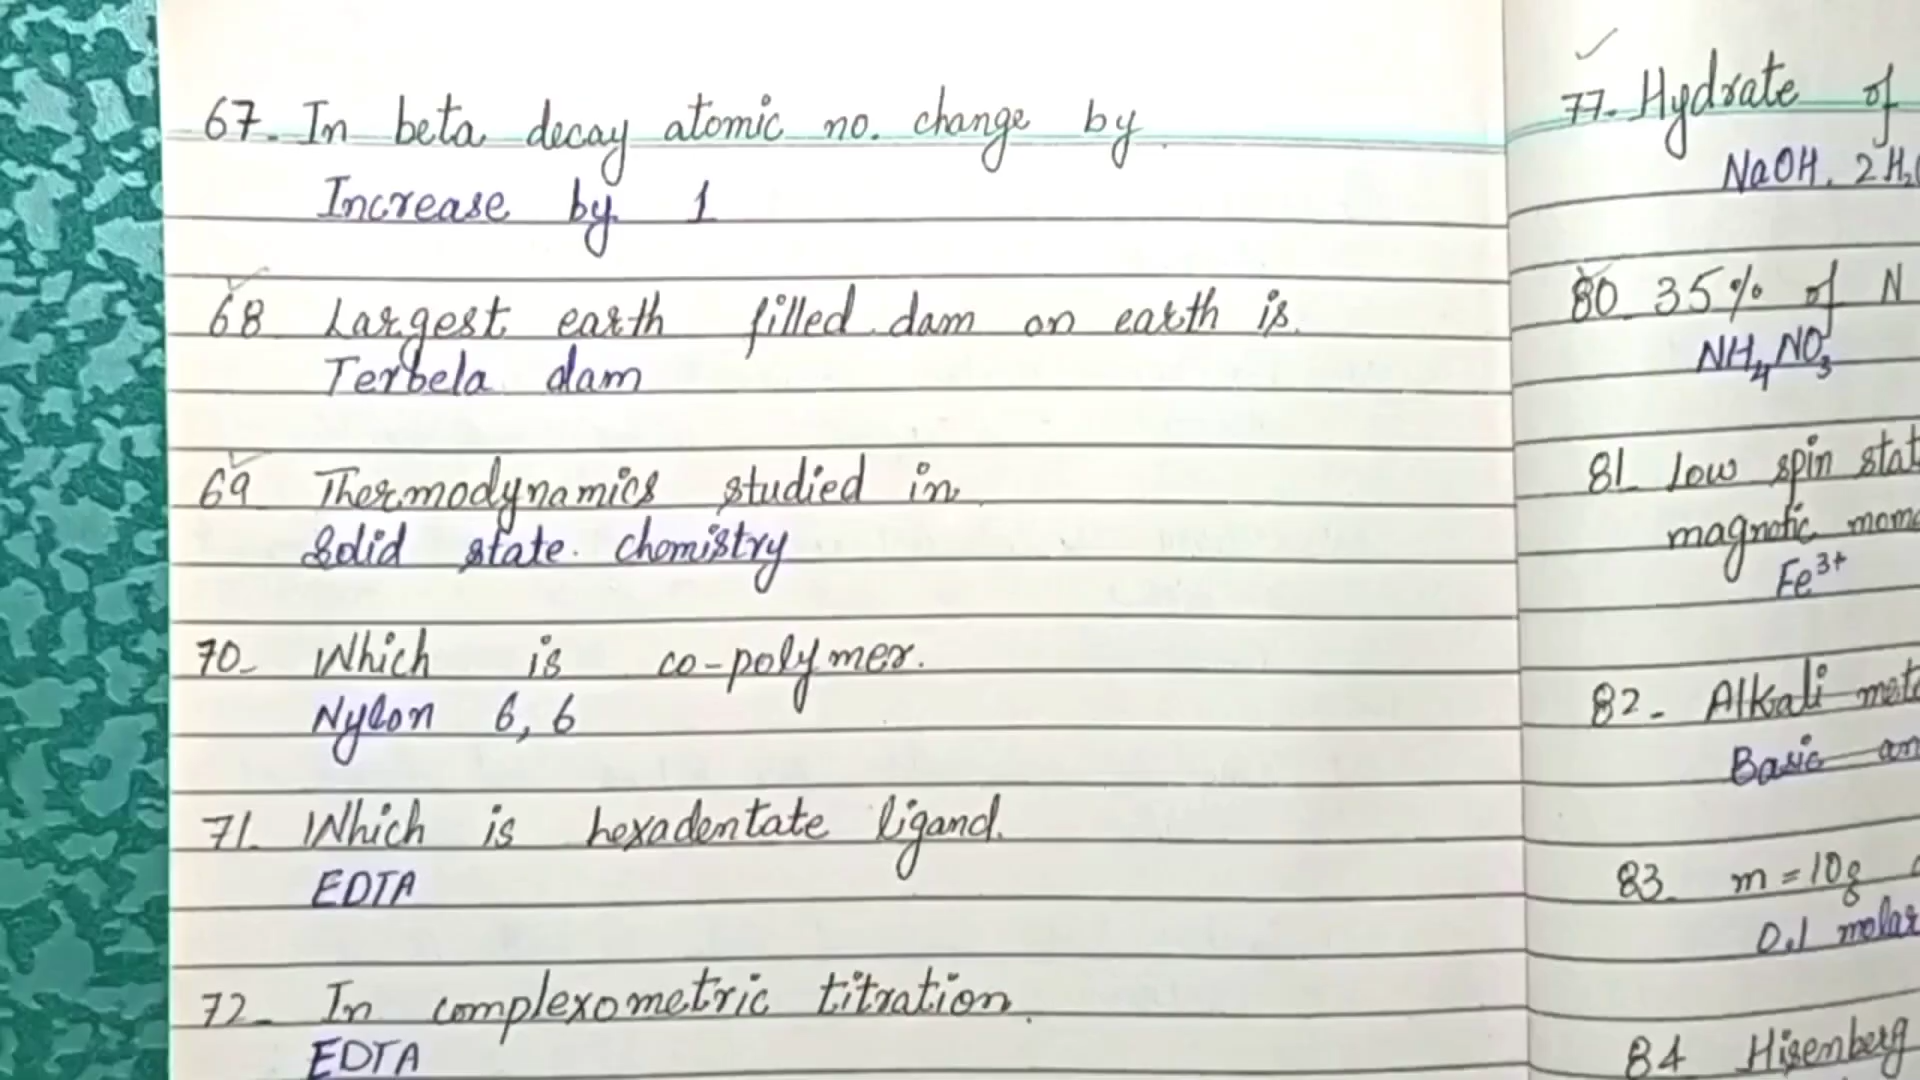 67. In beta decay atomic no. change by.
Increase by 1
68 Largest earth filled dam on earth is.
Terbela dam
69 Thermodynamics studied in
Solid state chemistry
70- Which is co-polymer.
Nylon 6, 6
71. Which is hexadentate ligand.
EDTA
72- In complexometric titration.
EDTA
77. Hydrate of
NaOH. 2H₂
80 35% of N
NH₄NO₃
81 Low spin stat
magnetic mom
Fe³⁺
82- Alkali met
Basic an
83. m = 10g
0.1 molar
84 Hisenberg